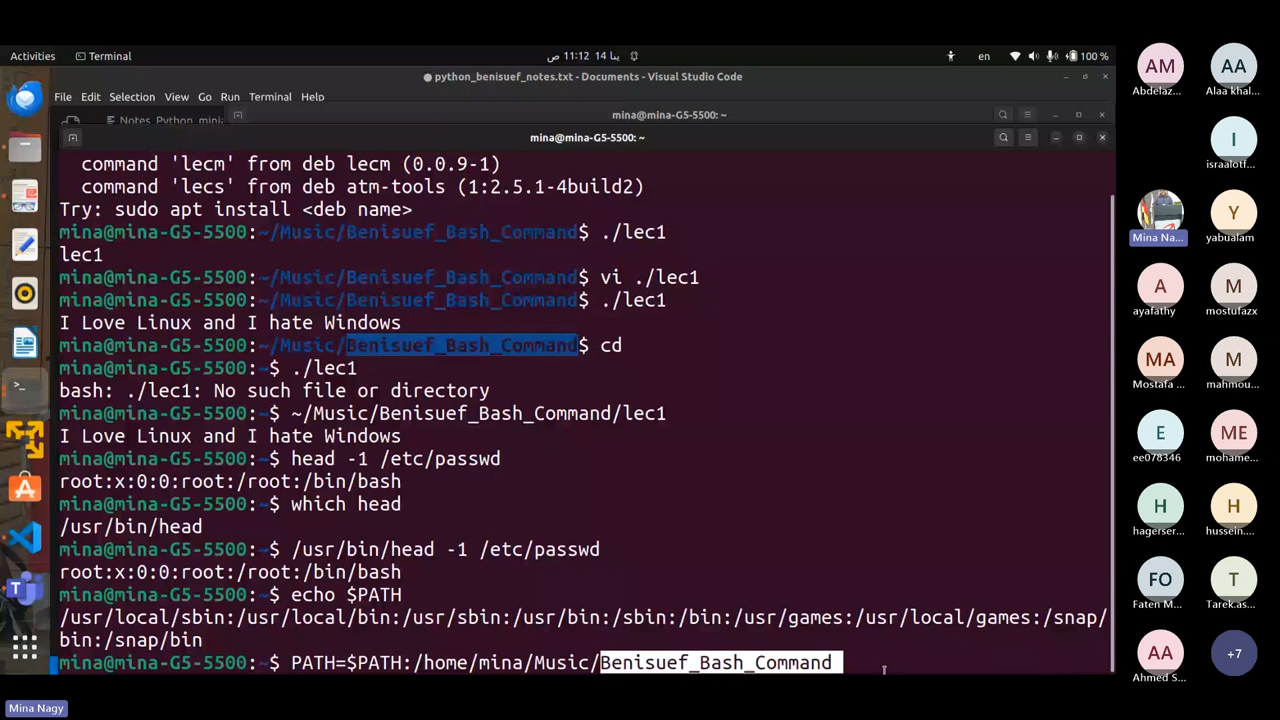 Activities
Terminal
ينا 14 11:12 ص
en
100 %
python_benisuef_notes.txt - Documents - Visual Studio Code
File Edit Selection View Go Run Terminal Help
Notes_Python_mini
mina@mina-G5-5500: ~
mina@mina-G5-5500: ~
command 'lecm' from deb lecm (0.0.9-1)
command 'lecs' from deb atm-tools (1:2.5.1-4build2)
Try: sudo apt install <deb name>
mina@mina-G5-5500:~/Music/Benisuef_Bash_Command$ ./lec1
lec1
mina@mina-G5-5500:~/Music/Benisuef_Bash_Command$ vi ./lec1
mina@mina-G5-5500:~/Music/Benisuef_Bash_Command$ ./lec1
I Love Linux and I hate Windows
mina@mina-G5-5500:~/Music/Benisuef_Bash_Command$ cd
mina@mina-G5-5500:~$ ./lec1
bash: ./lec1: No such file or directory
mina@mina-G5-5500:~$ ~/Music/Benisuef_Bash_Command/lec1
I Love Linux and I hate Windows
mina@mina-G5-5500:~$ head -1 /etc/passwd
root:x:0:0:root:/root:/bin/bash
mina@mina-G5-5500:~$ which head
/usr/bin/head
mina@mina-G5-5500:~$ /usr/bin/head -1 /etc/passwd
root:x:0:0:root:/root:/bin/bash
mina@mina-G5-5500:~$ echo $PATH
/usr/local/sbin:/usr/local/bin:/usr/sbin:/usr/bin:/sbin:/bin:/usr/games:/usr/local/games:/snap/
bin:/snap/bin
mina@mina-G5-5500:~$ PATH=$PATH:/home/mina/Music/Benisuef_Bash_Command
AM
Abdelaz...
AA
Alaa khal...
I
israalotf...
Mina Na...
Y
yabualam
A
ayafathy
M
mostufazx
MA
Mostafa ...
M
mahmou...
E
ee078346
ME
mohame...
H
hagerser...
H
hussein....
FO
Faten M...
T
Tarek.as...
AA
Ahmed S...
+7
Mina Nagy